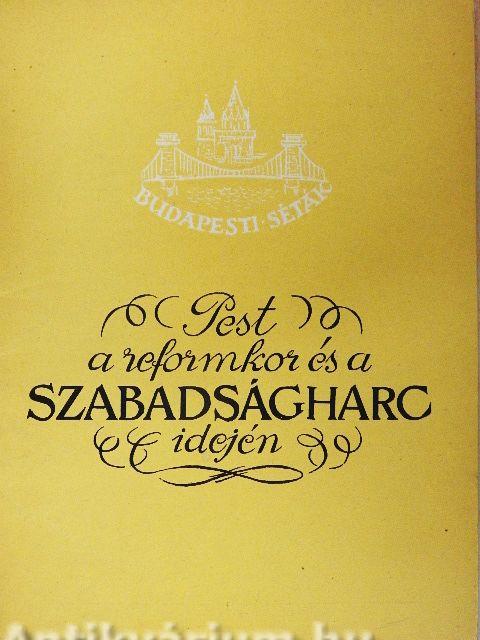 BUDAPESTI·SÉTÁK
Pest
a reformkor és a
SZABADSÁGHARC
idején
Antikvárium.hu